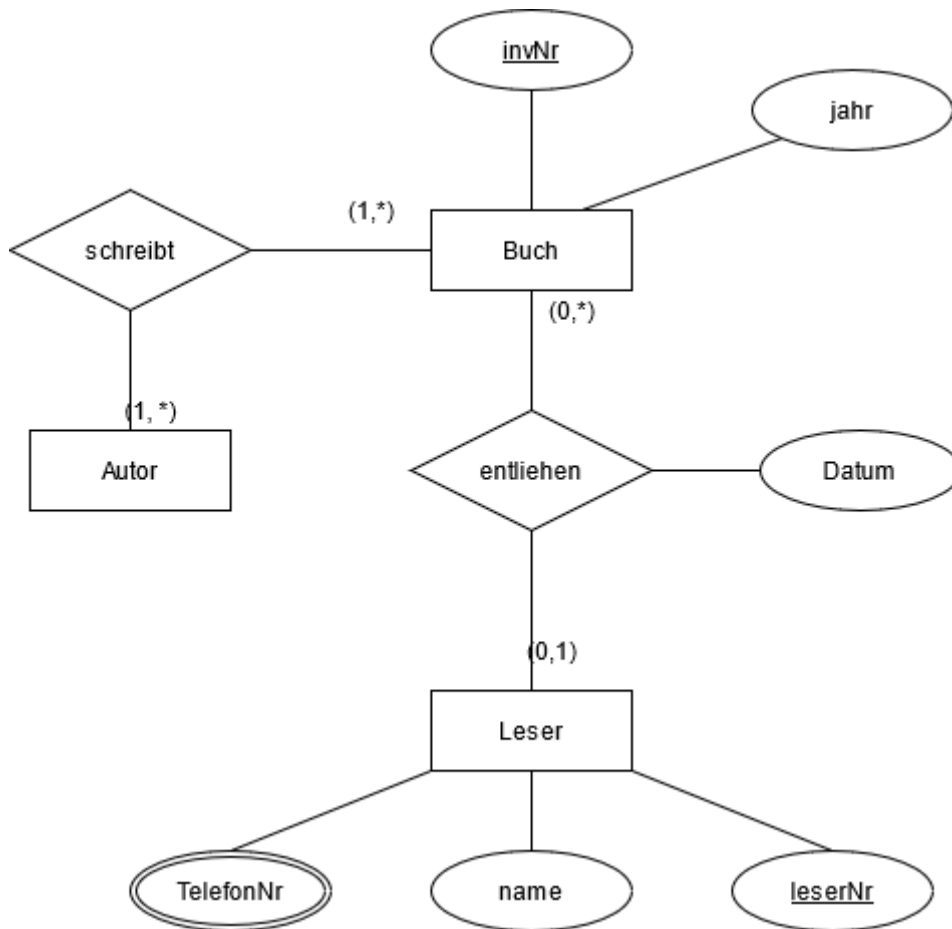 invNr
jahr
(1,*)
schreibt
Buch
(0,*)
(1, *)
Autor
entliehen
Datum
(0,1)
Leser
TelefonNr
name
leserNr